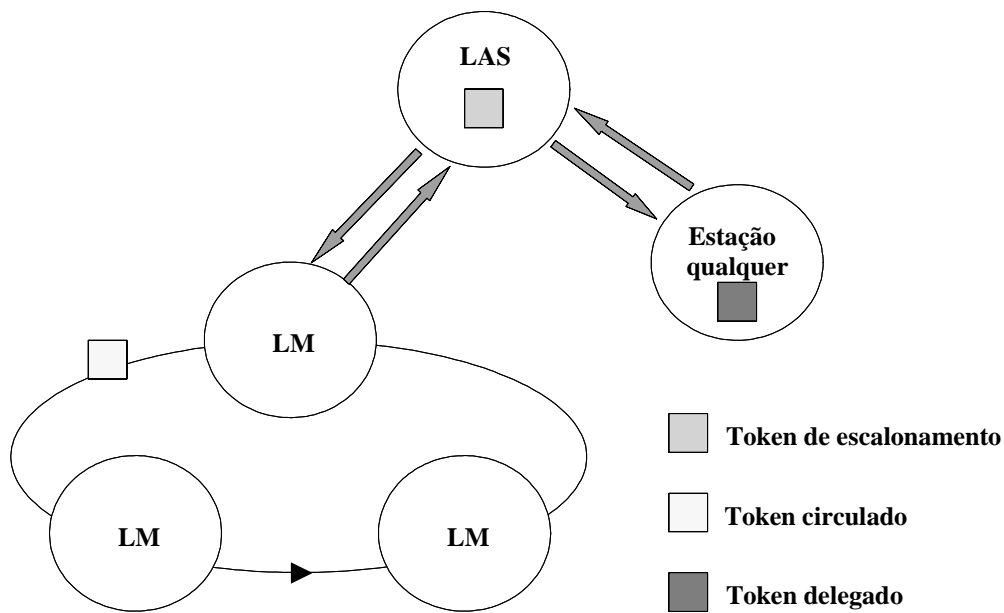 LAS
Estação
qualquer
LM
LM
LM
Token de escalonamento
Token circulado
Token delegado